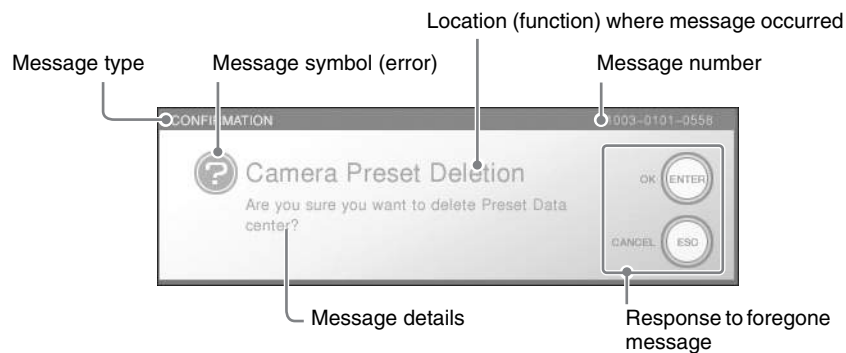 Location (function) where message occurred
Message type
Message symbol (error)
Message number
CONFIRMATION
1003-0101-0558
?
Camera Preset Deletion
Are you sure you want to delete Preset Data
center?
OK
ENTER
CANCEL
ESC
Message details
Response to foregone
message